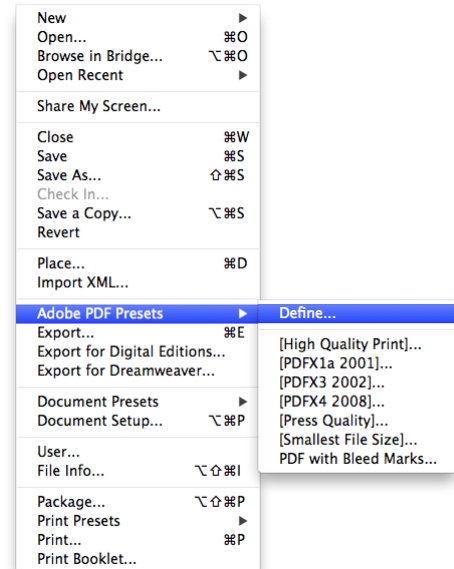 New ▶
Open... ⌘O
Browse in Bridge... ⌥⌘O
Open Recent ▶
Share My Screen...
Close ⌘W
Save ⌘S
Save As... ⇧⌘S
Check In...
Save a Copy... ⌥⌘S
Revert
Place... ⌘D
Import XML...
Adobe PDF Presets ▶
Export... ⌘E
Export for Digital Editions...
Export for Dreamweaver...
Document Presets ▶
Document Setup... ⌥⌘P
User...
File Info... ⌥⇧⌘I
Package... ⌥⇧⌘P
Print Presets ▶
Print... ⌘P
Print Booklet...
Define...
[High Quality Print]...
[PDFX1a 2001]...
[PDFX3 2002]...
[PDFX4 2008]...
[Press Quality]...
[Smallest File Size]...
PDF with Bleed Marks...